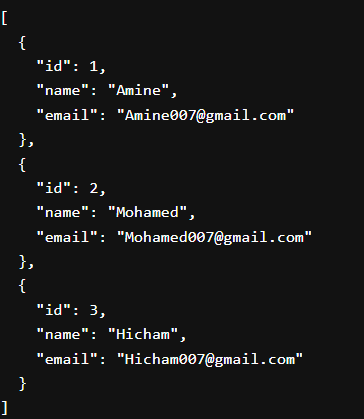 [
  {
    "id": 1,
    "name": "Amine",
    "email": "Amine007@gmail.com"
  },
  {
    "id": 2,
    "name": "Mohamed",
    "email": "Mohamed007@gmail.com"
  },
  {
    "id": 3,
    "name": "Hicham",
    "email": "Hicham007@gmail.com"
  }
]